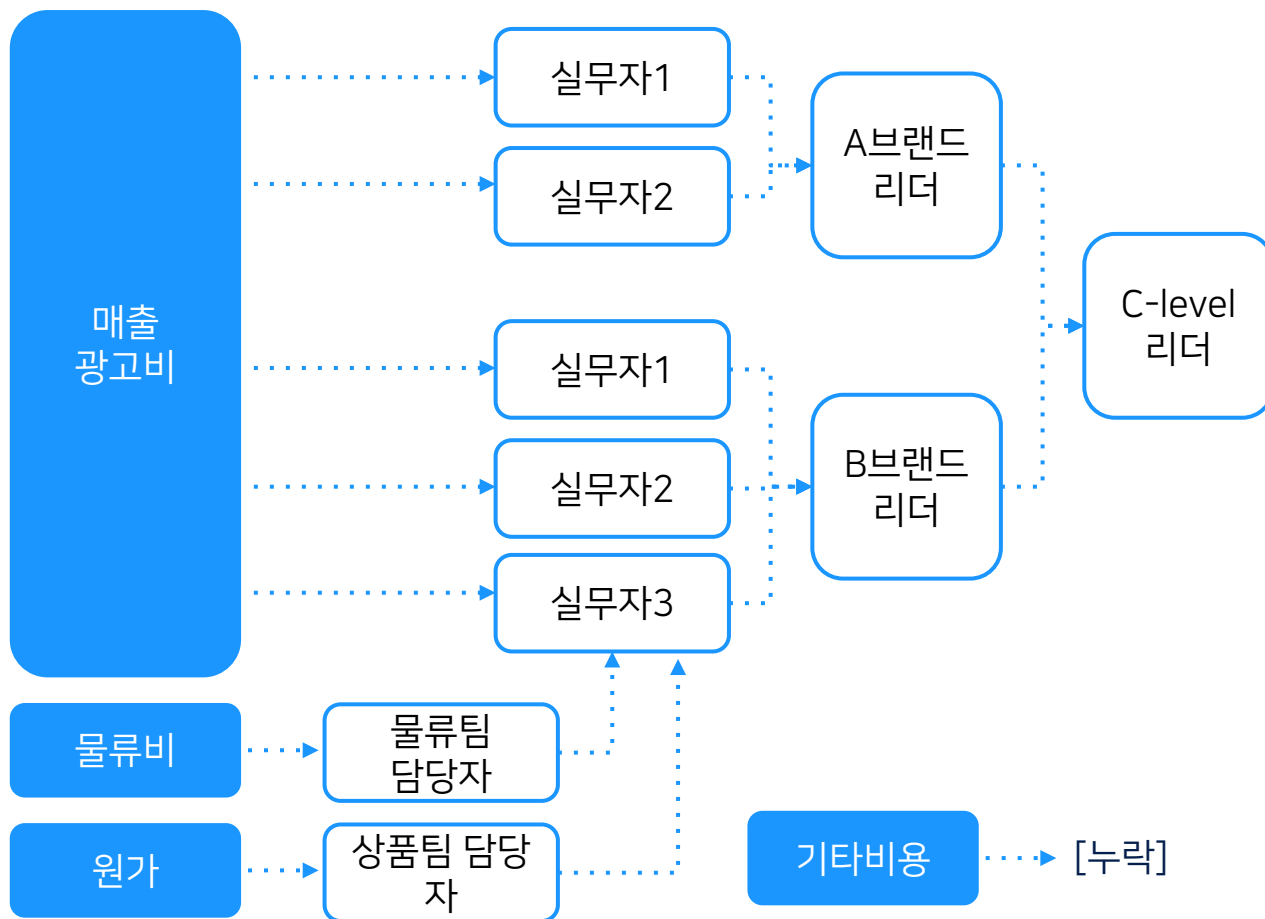 매출
광고비
실무자1
실무자2
A브랜드
리더
실무자1
실무자2
실무자3
B브랜드
리더
C-level
리더
물류비
물류팀
담당자
원가
상품팀 담당
자
기타비용
[누락]